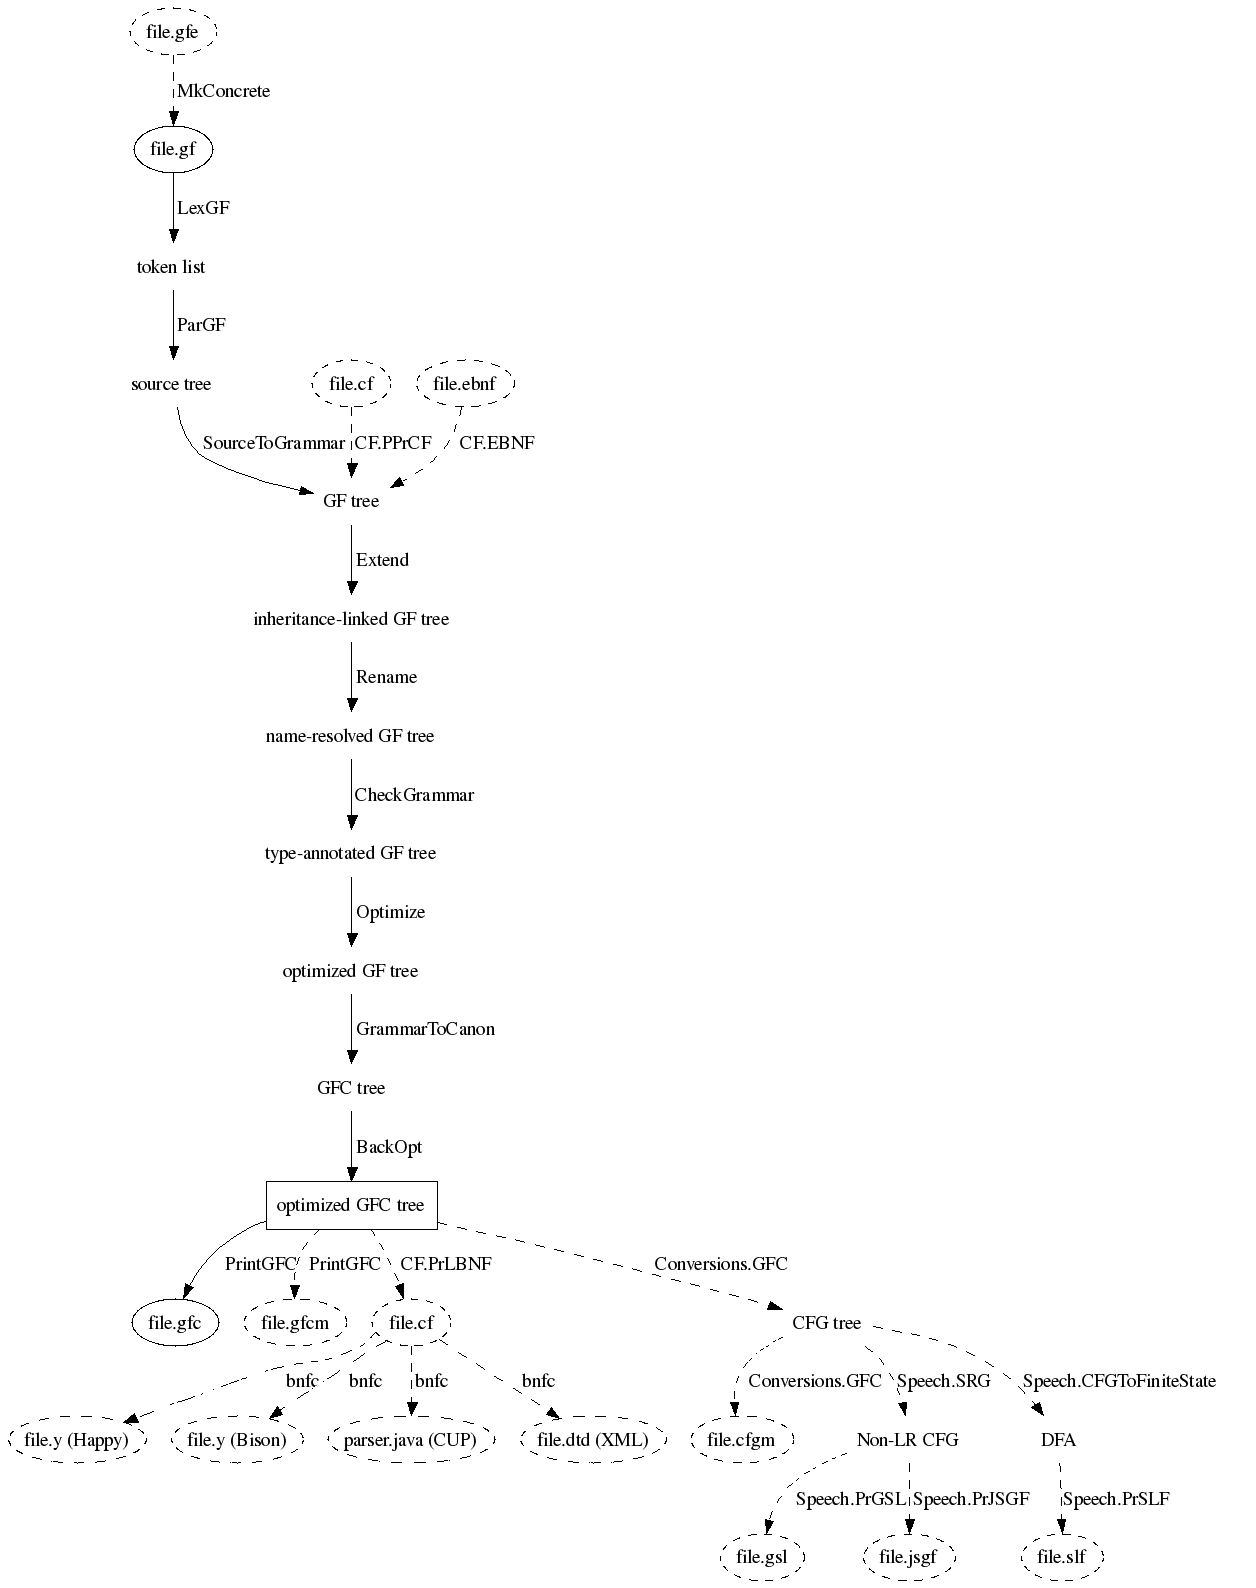 file.gfe
MkConcrete
file.gf
LexGF
token list
ParGF
source tree
file.cf
file.ebnf
SourceToGrammar
CF.PPrCF
CF.EBNF
GF tree
Extend
inheritance-linked GF tree
Rename
name-resolved GF tree
CheckGrammar
type-annotated GF tree
Optimize
optimized GF tree
GrammarToCanon
GFC tree
BackOpt
optimized GFC tree
PrintGFC
PrintGFC
CF.PrLBNF
Conversions.GFC
file.gfc
file.gfcm
file.cf
CFG tree
bnfc
bnfc
bnfc
bnfc
Conversions.GFC
Speech.SRG
Speech.CFGToFiniteState
file.y (Happy)
file.y (Bison)
parser.java (CUP)
file.dtd (XML)
file.cfgm
Non-LR CFG
DFA
Speech.PrGSL
Speech.PrJSGF
Speech.PrSLF
file.gsl
file.jsgf
file.slf